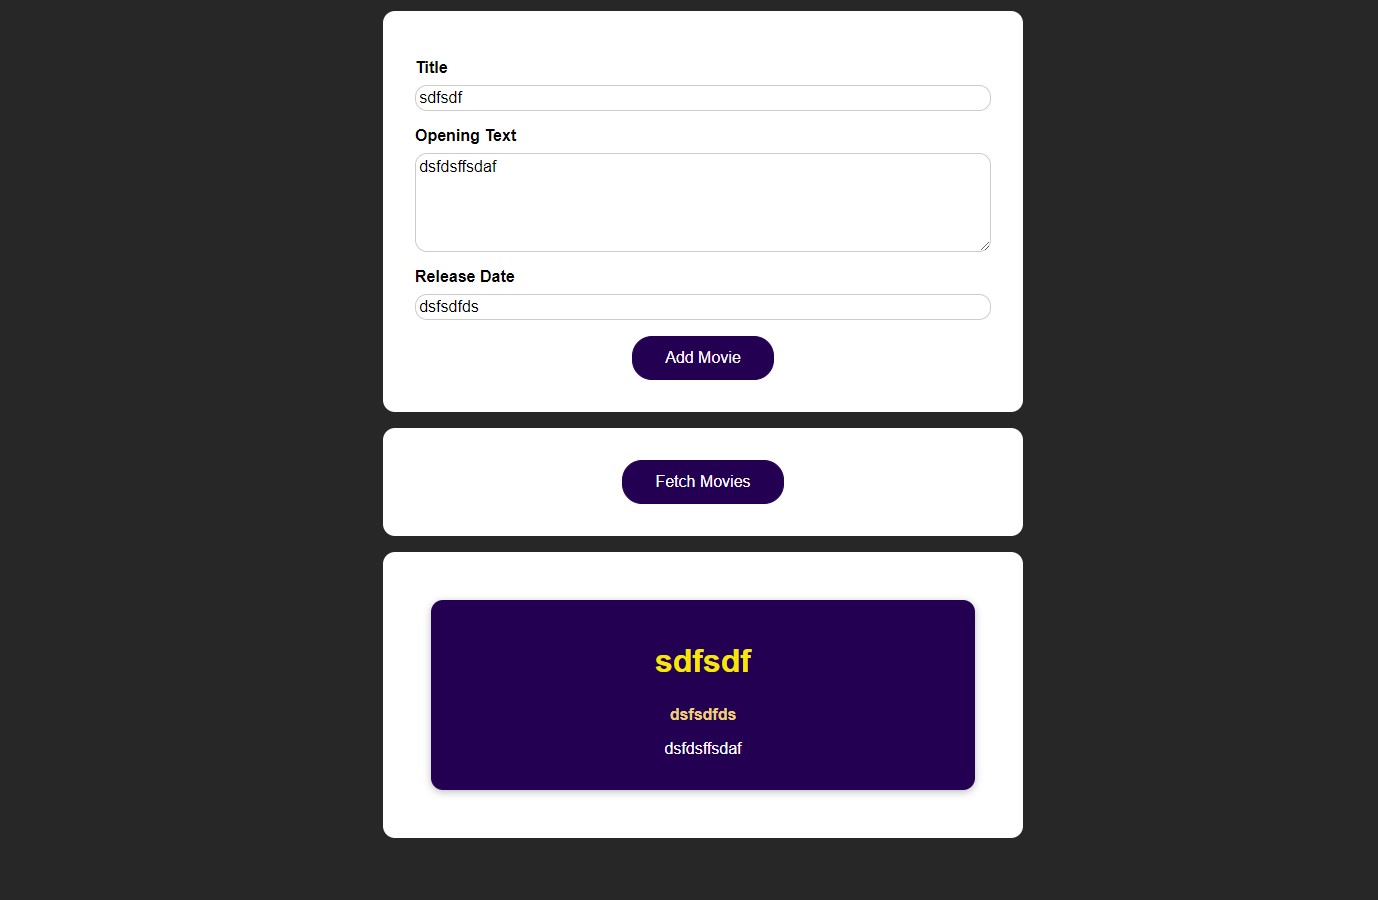 Title
sdfsdf
Opening Text
dsfdsffsdaf
Release Date
dsfsdfds
Add Movie
Fetch Movies
sdfsdf
dsfsdfds
dsfdsffsdaf